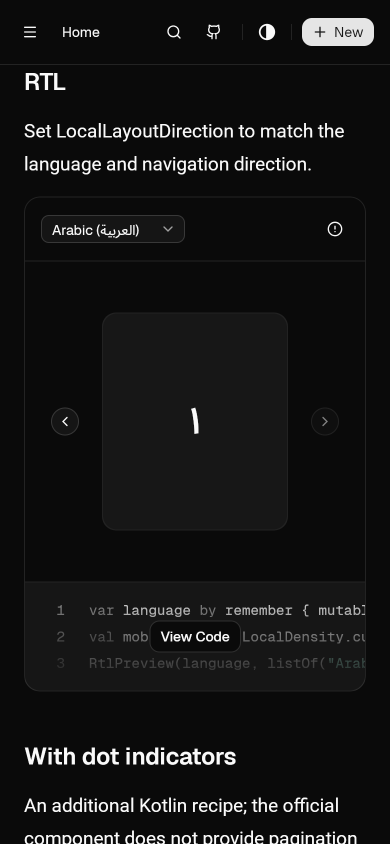 Home
New
RTL
Set LocalLayoutDirection to match the
language and navigation direction.
Arabic (العربية)
١
1 var language by remember { mutabl
2 val mob View Code LocalDensity.cu
3 RtlPreview(language, listOf("Arab
With dot indicators
An additional Kotlin recipe; the official
component does not provide pagination